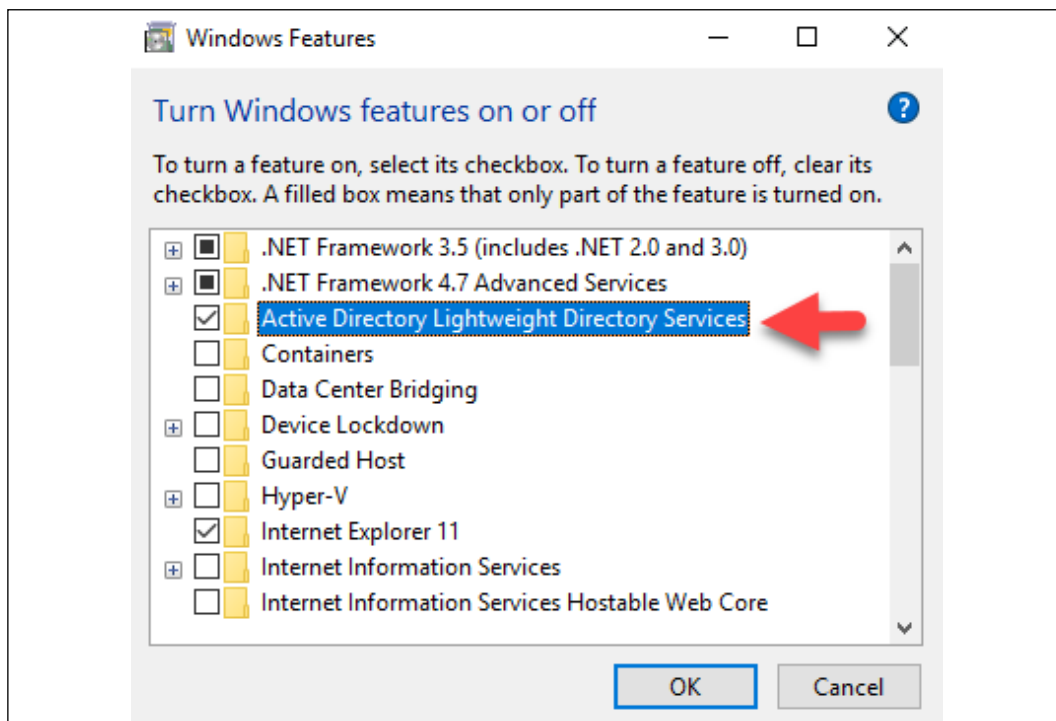 Windows Features
Turn Windows features on or off
To turn a feature on, select its checkbox. To turn a feature off, clear its
checkbox. A filled box means that only part of the feature is turned on.
.NET Framework 3.5 (includes .NET 2.0 and 3.0)
.NET Framework 4.7 Advanced Services
Active Directory Lightweight Directory Services
Containers
Data Center Bridging
Device Lockdown
Guarded Host
Hyper-V
Internet Explorer 11
Internet Information Services
Internet Information Services Hostable Web Core
OK Cancel